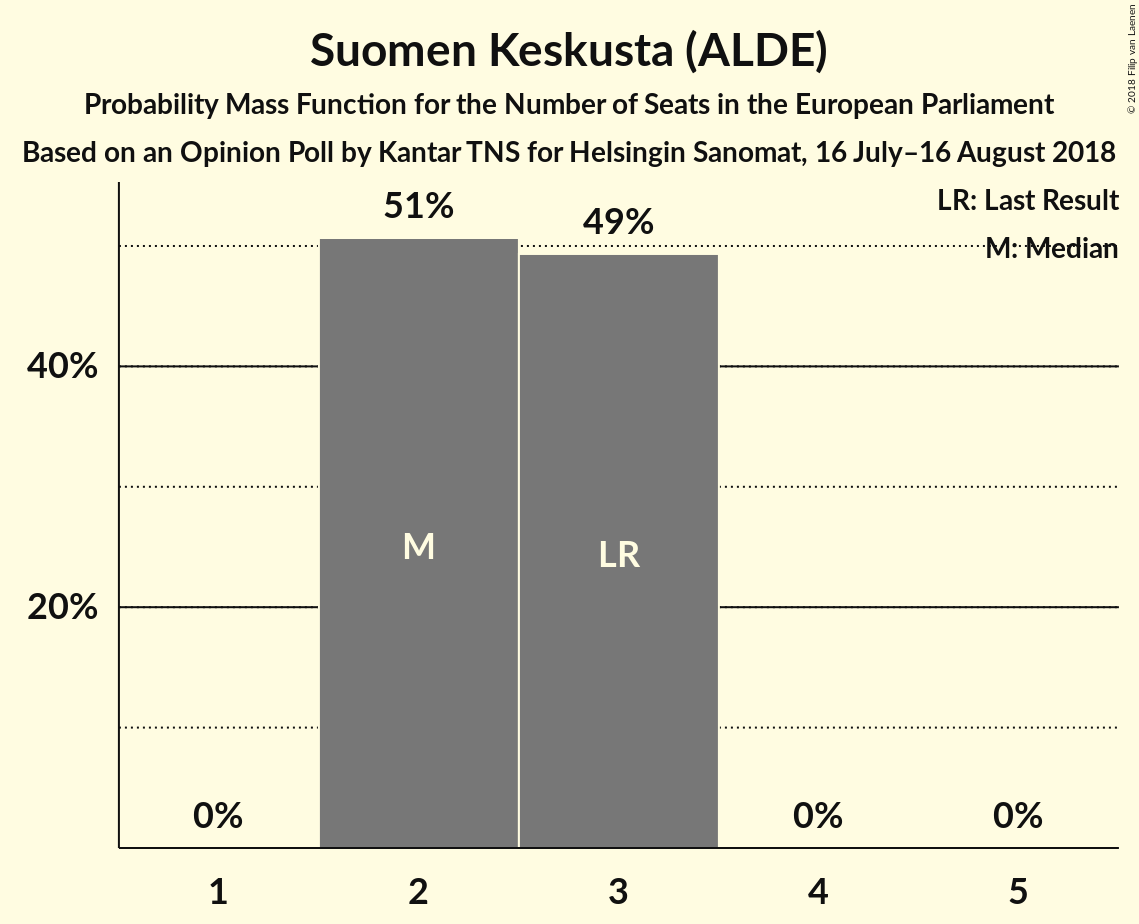 Suomen Keskusta (ALDE)
Probability Mass Function for the Number of Seats in the European Parliament
Based on an Opinion Poll by Kantar TNS for Helsingin Sanomat, 16 July–16 August 2018
© 2018 Filip van Laenen
LR: Last Result
M: Median
51%
49%
40%
M
LR
20%
0%
0%
0%
1
2
3
4
5